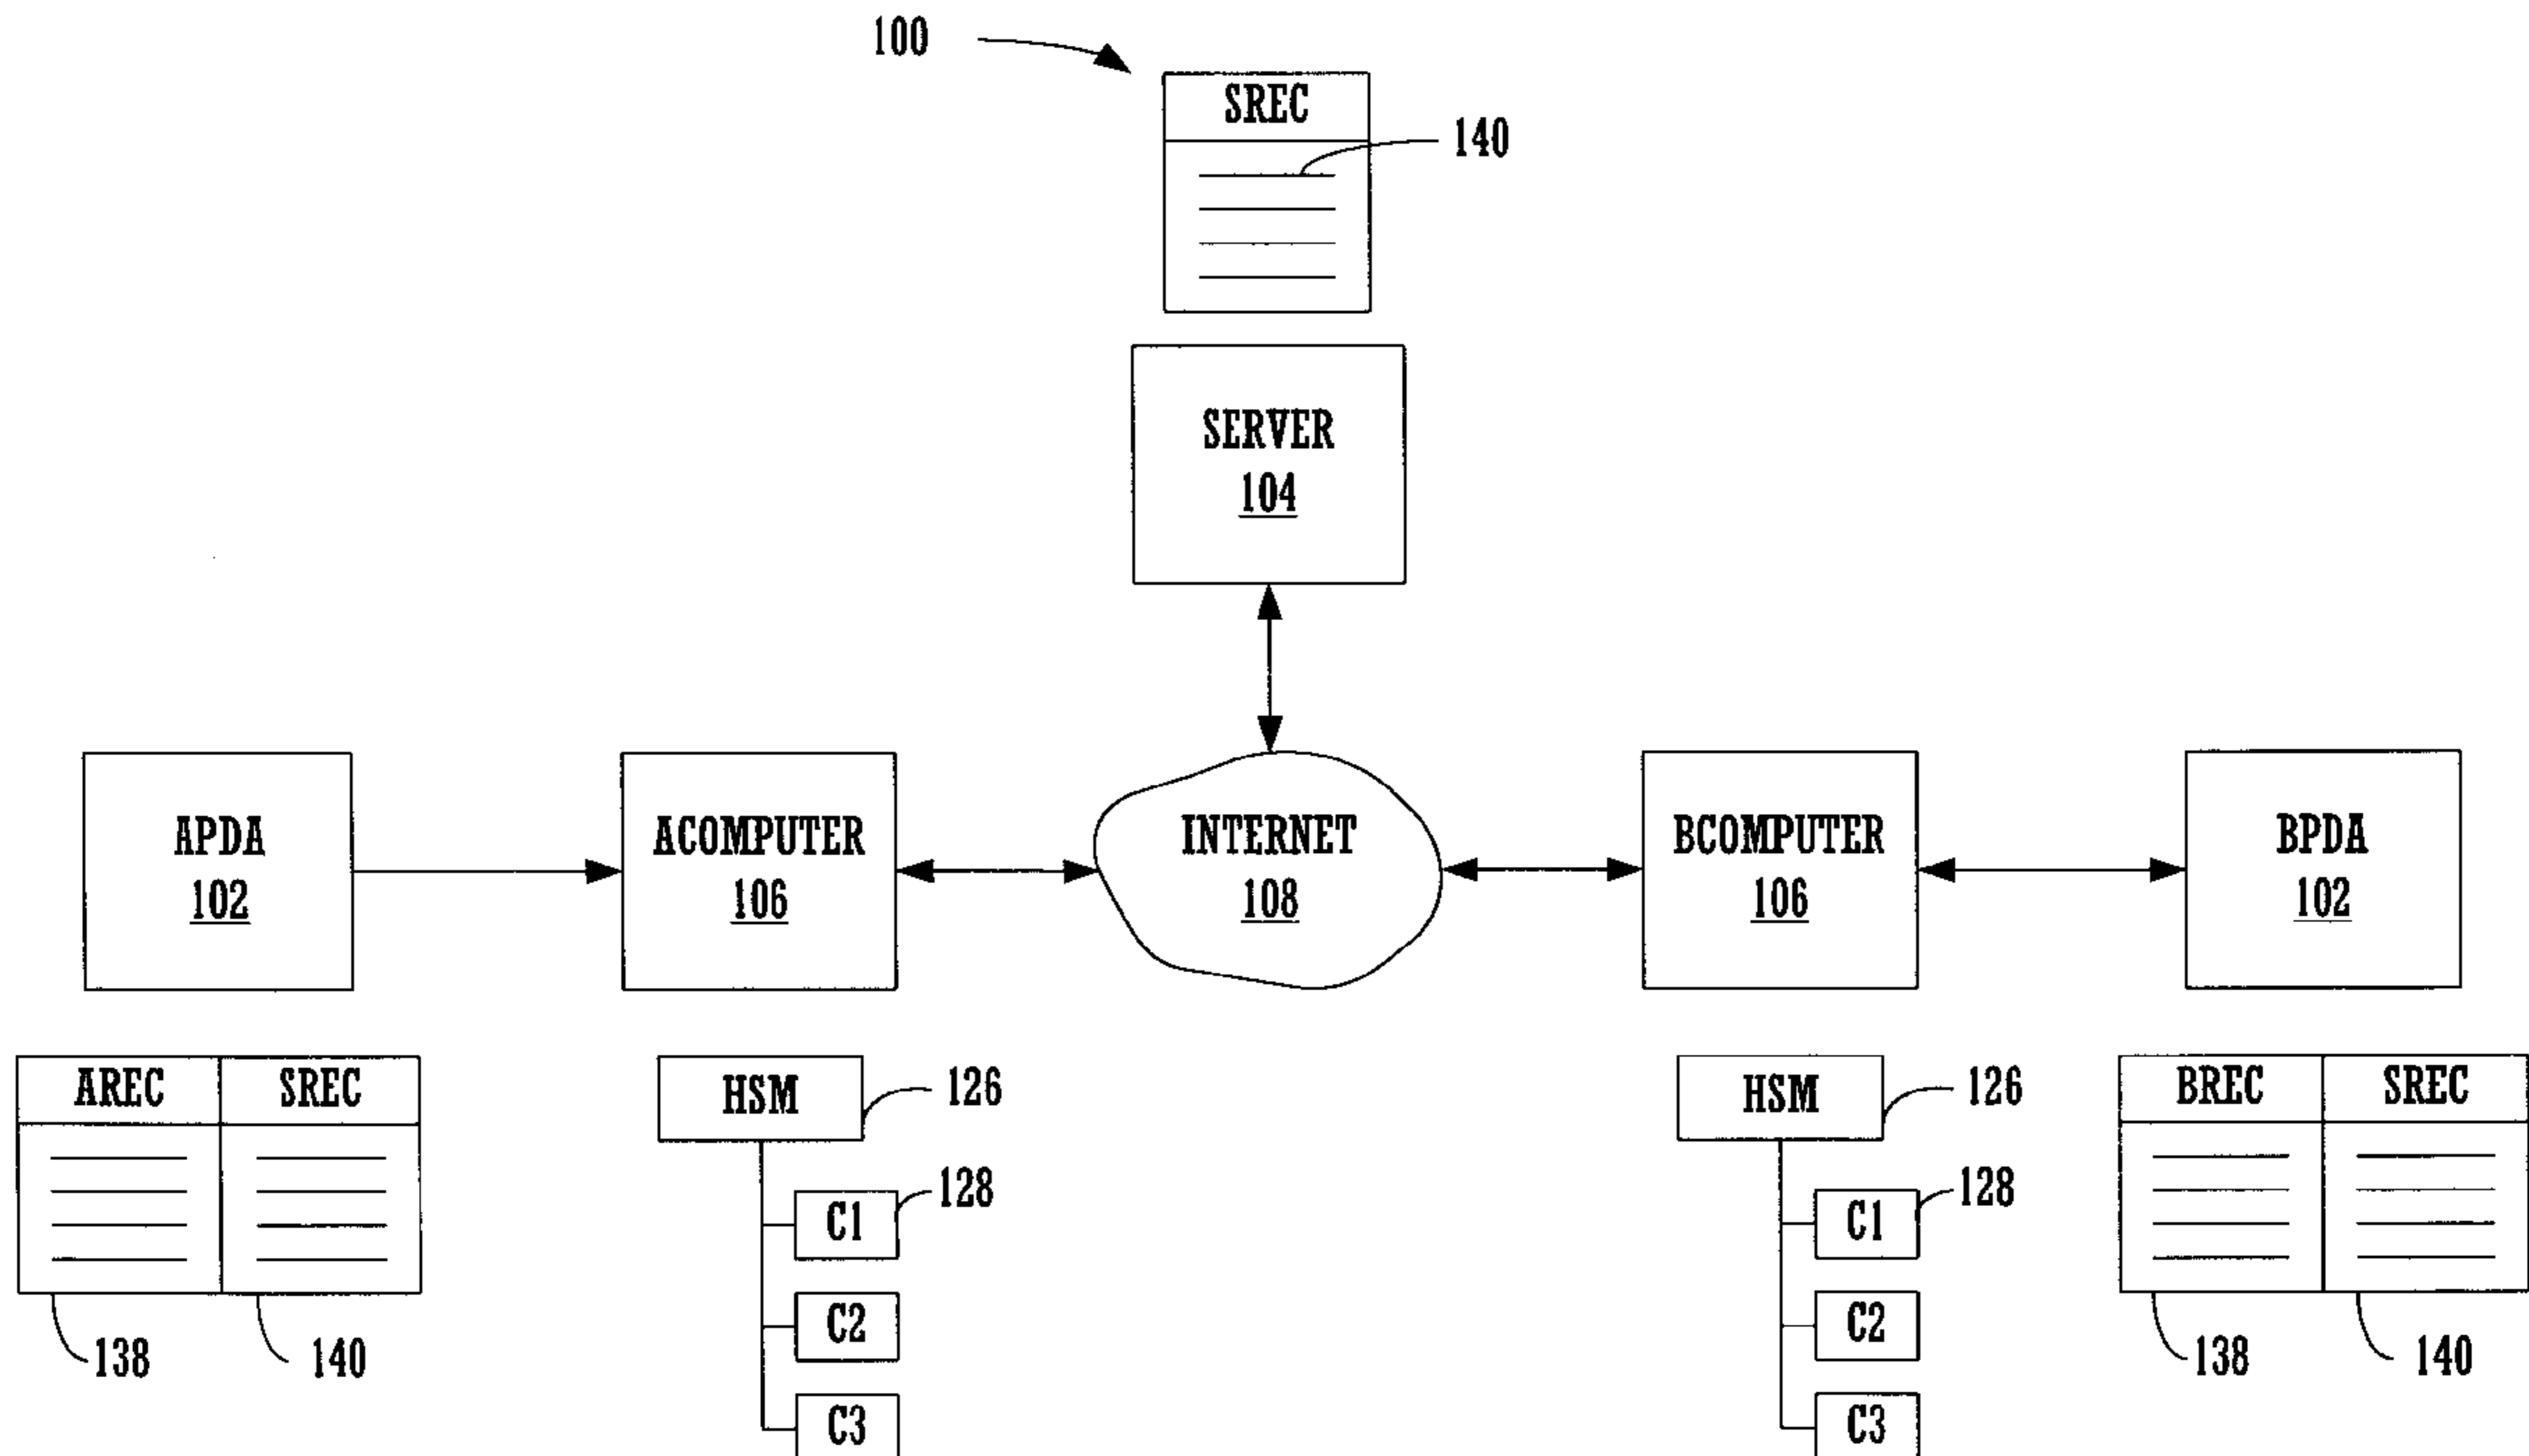 100
SREC
140
SERVER
104
APDA
102
ACOMPUTER
106
INTERNET
108
BCOMPUTER
106
BPDA
102
AREC SREC
138 140
HSM 126
C1 128
C2
C3
HSM 126
C1 128
C2
C3
BREC SREC
138 140